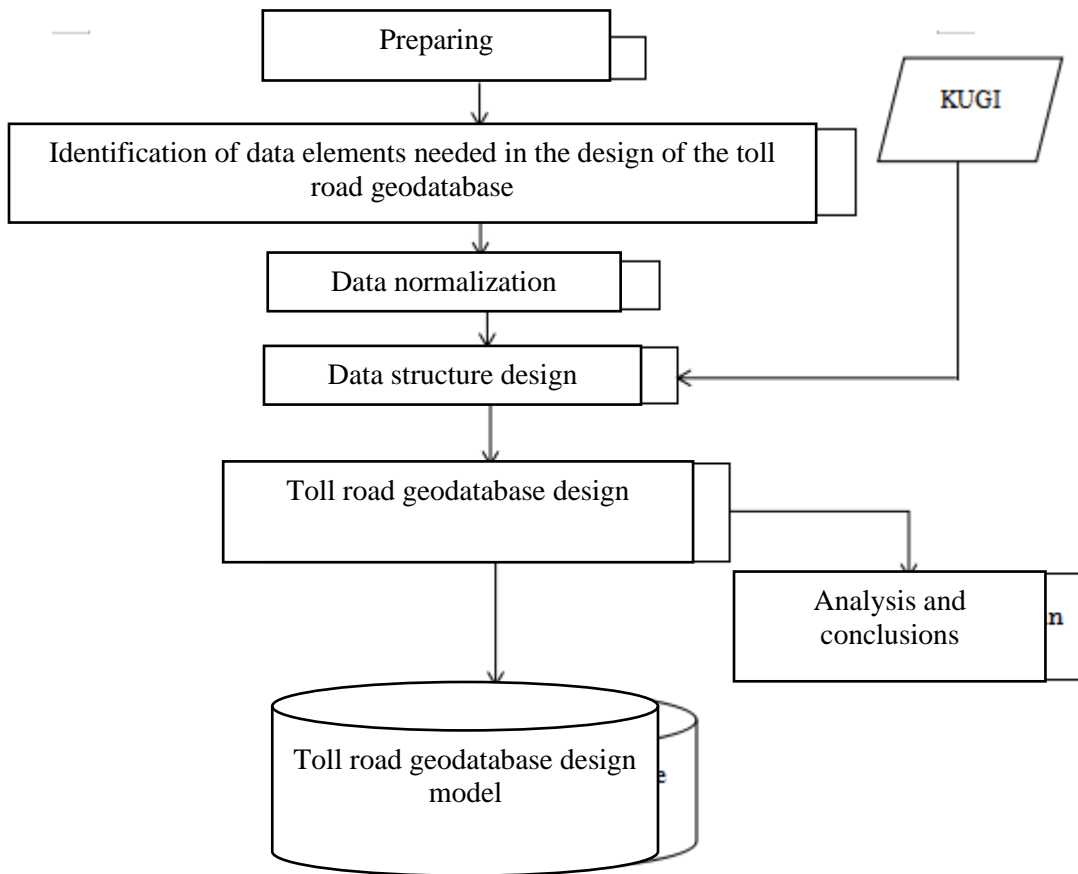 Preparing
KUGI
Identification of data elements needed in the design of the toll
road geodatabase
Data normalization
Data structure design
Toll road geodatabase design
Analysis and
conclusions
n
Toll road geodatabase design
model
e